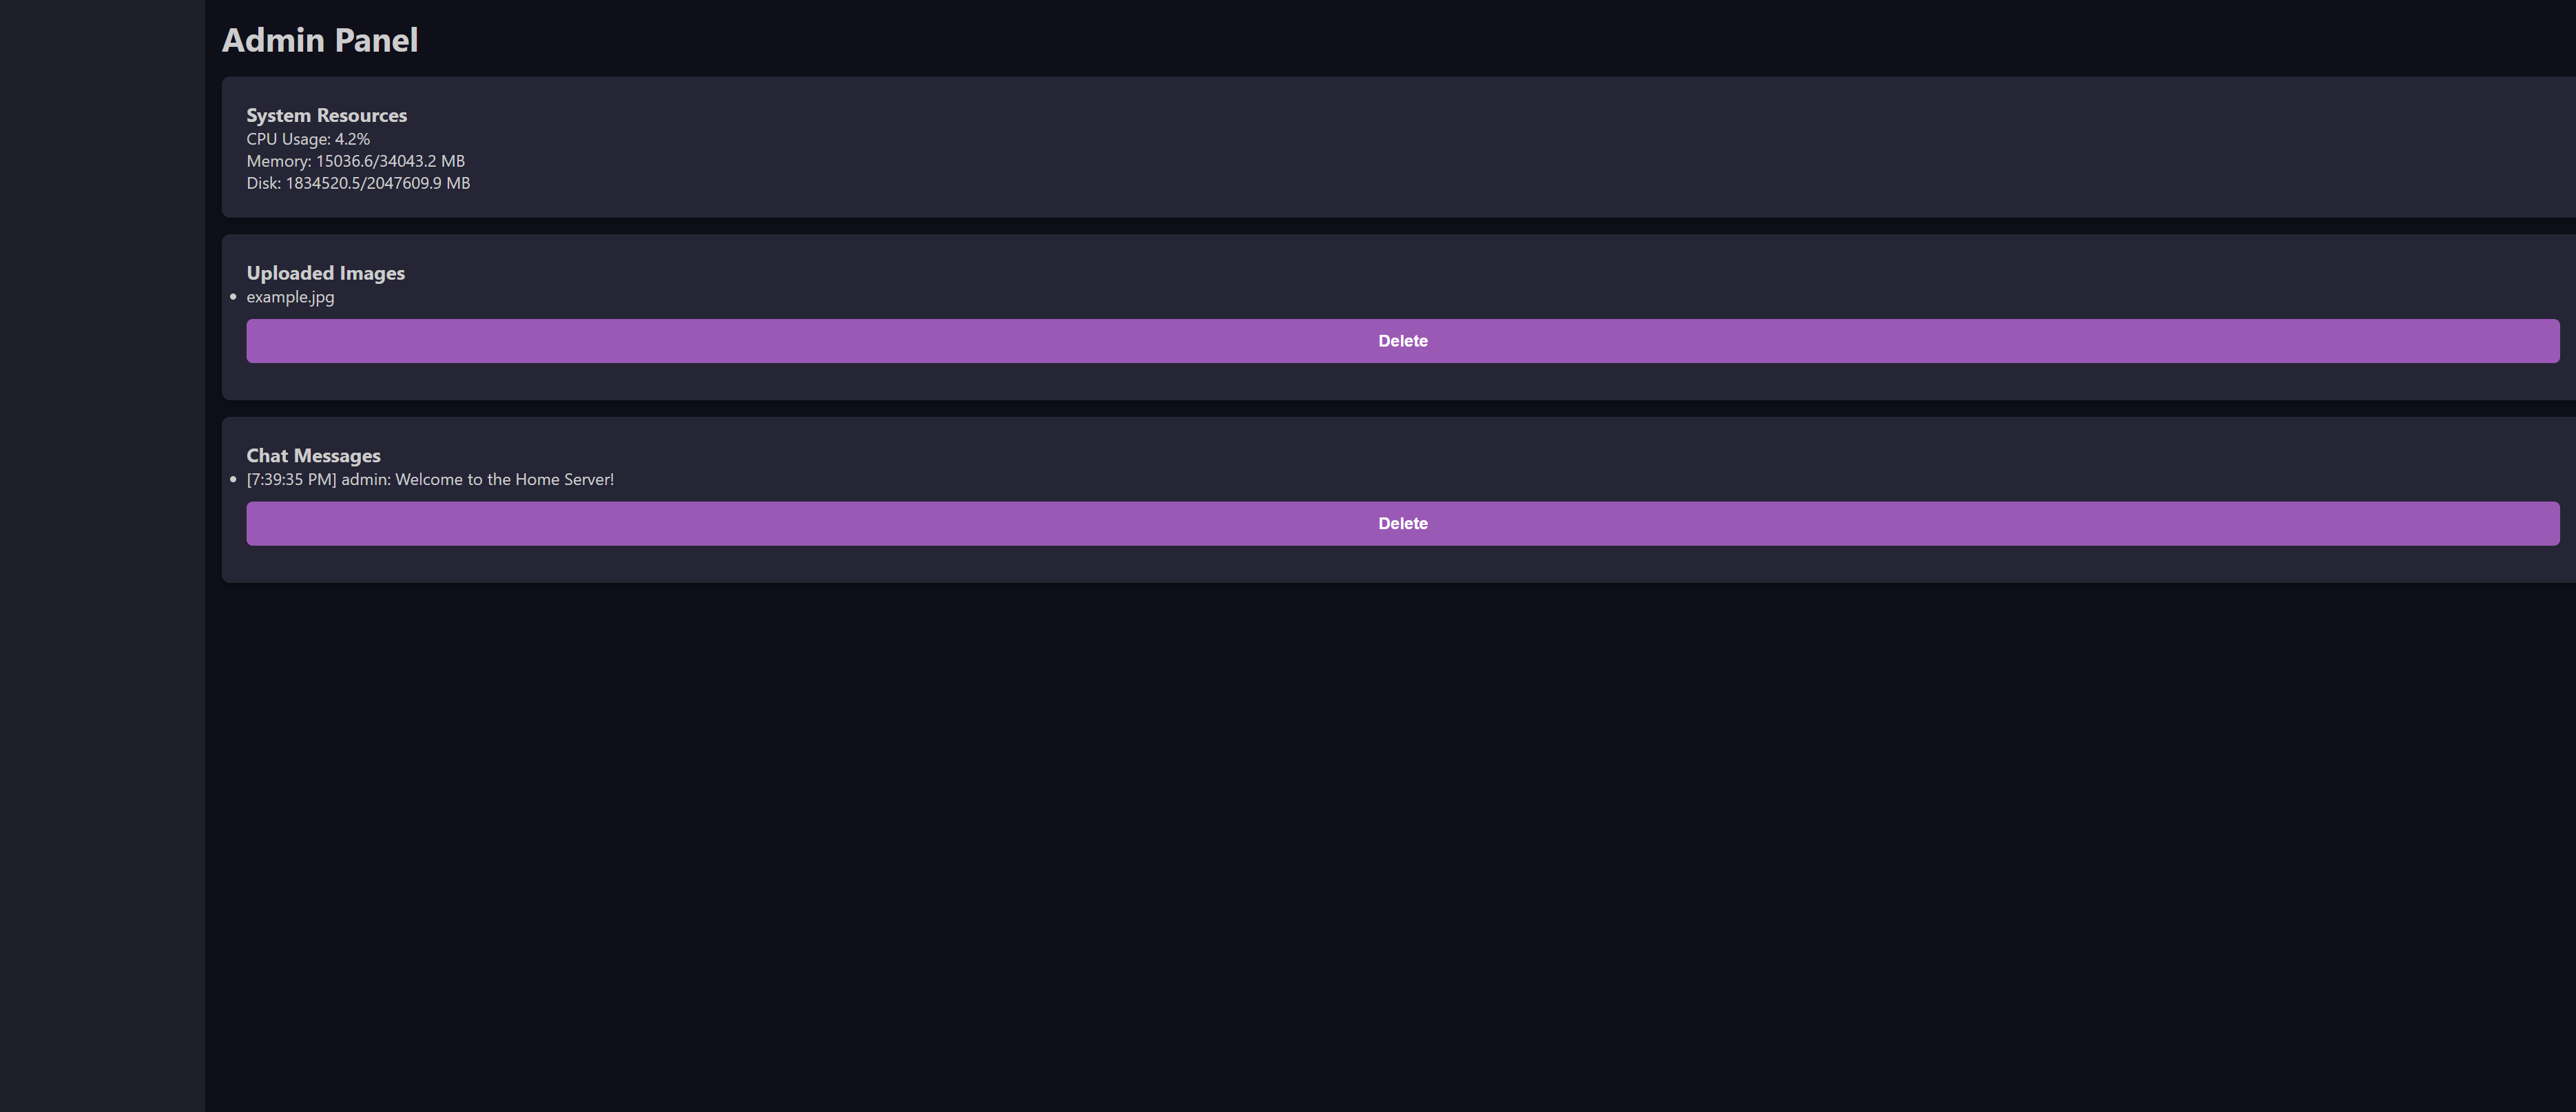 Admin Panel
System Resources
CPU Usage: 4.2%
Memory: 15036.6/34043.2 MB
Disk: 1834520.5/2047609.9 MB
Uploaded Images
example.jpg
Delete
Chat Messages
[7:39:35 PM] admin: Welcome to the Home Server!
Delete